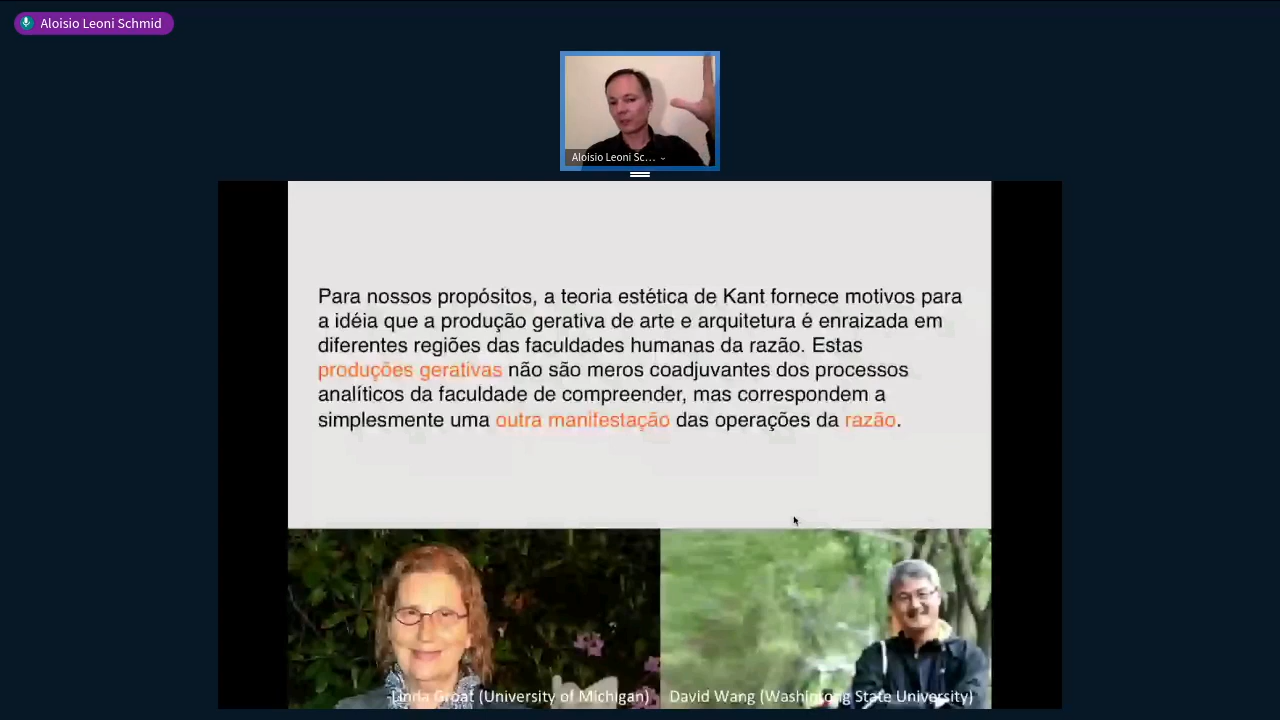 Aloisio Leoni Schmid
Aloisio Leoni Sc...
Para nossos propósitos, a teoria estética de Kant fornece motivos para
a idéia que a produção gerativa de arte e arquitetura é enraizada em
diferentes regiões das faculdades humanas da razão. Estas
produções gerativas não são meros coadjuvantes dos processos
analíticos da faculdade de compreender, mas correspondem a
simplesmente uma outra manifestação das operações da razão.
Linda Groat (University of Michigan)
David Wang (Washintong State University)